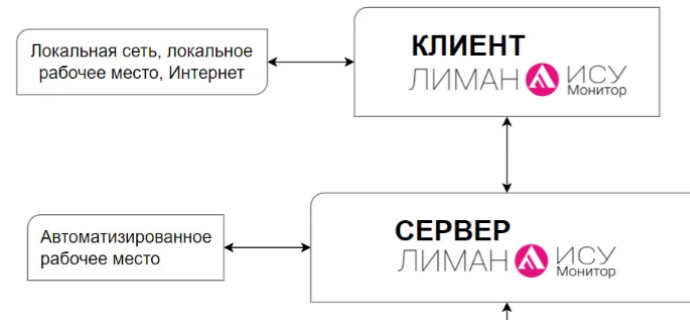 Локальная сеть, локальное
рабочее место, Интернет
КЛИЕНТ
ЛИМАН ИСУ
Монитор
Автоматизированное
рабочее место
СЕРВЕР
ЛИМАН ИСУ
Монитор